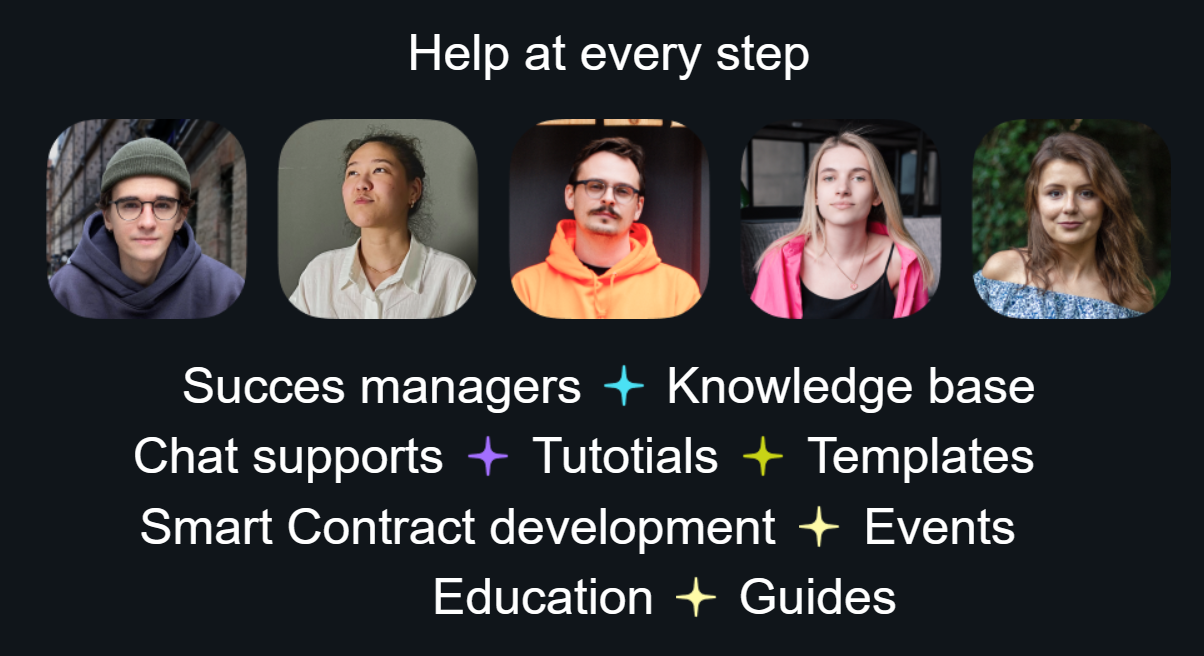 Help at every step
Succes managers Knowledge base
Chat supports Tutotials Templates
Smart Contract development Events
Education Guides